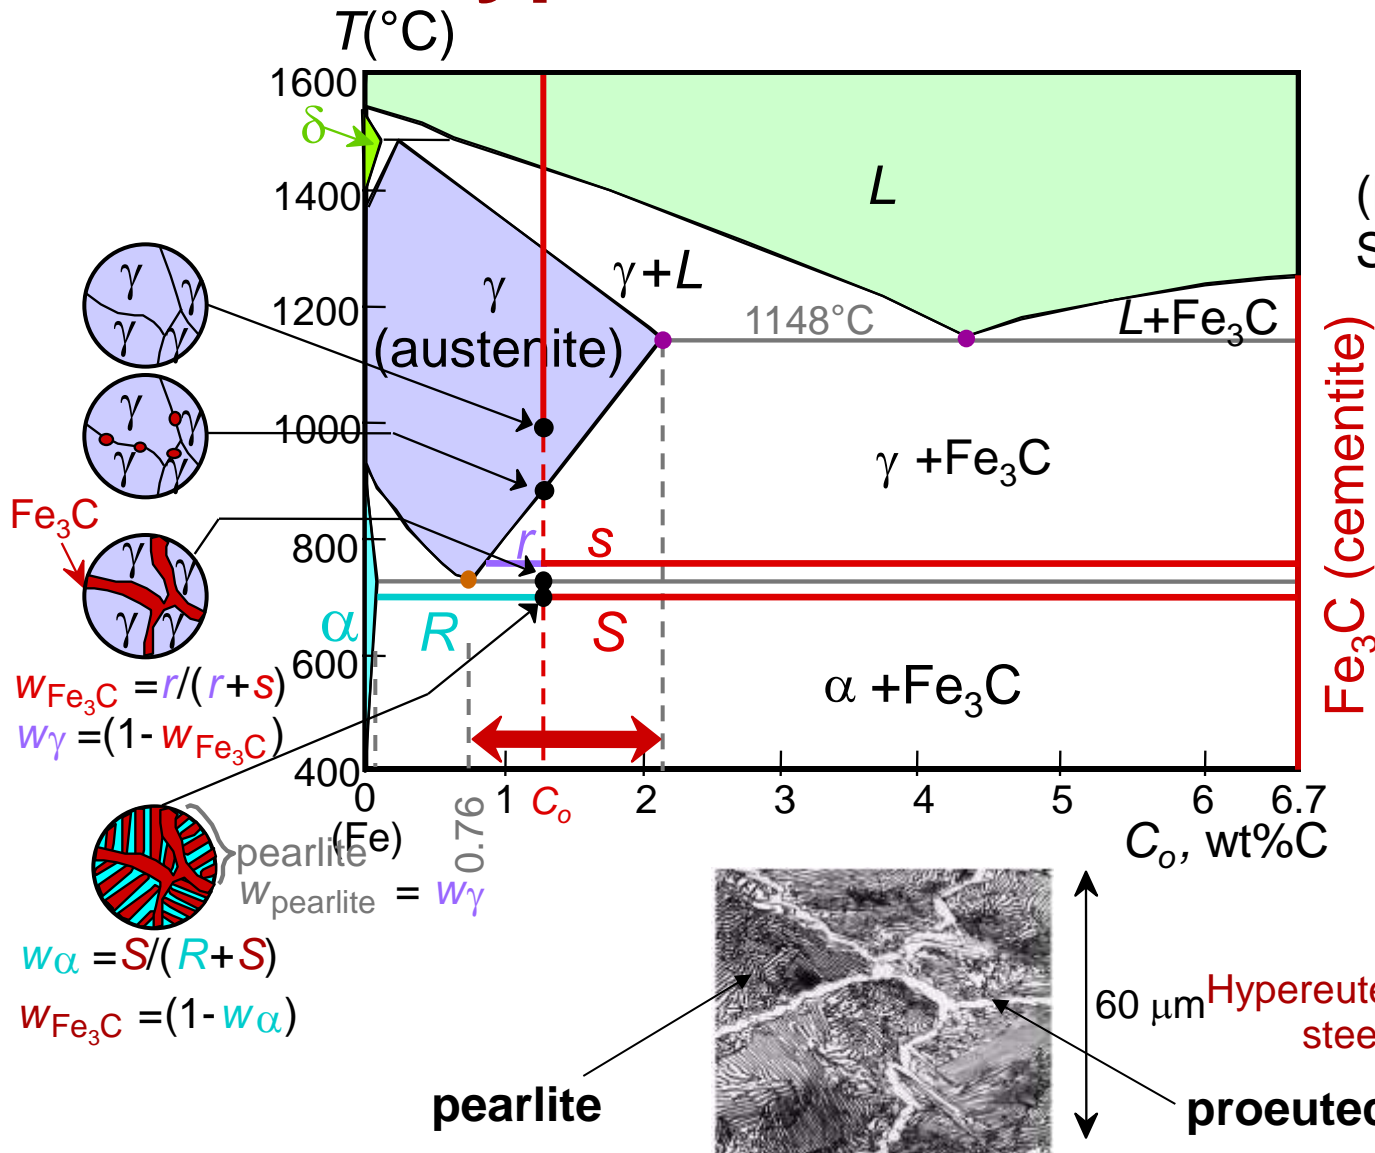 T(°C)
1600
δ
1400
L
(
S
γ
γ
γ
γ
γ+L
1200
1148°C
L+Fe₃C
(austenite)
γ
γ
γ
1000
γ +Fe₃C
Fe₃C
γ
γ
γ
γ
800
r
s
α
R
S
600
Fe₃C (cementite)
wFe₃C =r/(r+s)
wγ =(1- wFe₃C)
α +Fe₃C
400
0
1
Co
2
3
4
5
6
6.7
(Fe)
0.76
Co, wt%C
pearlite
wpearlite = wγ
wα =S/(R+S)
wFe₃C =(1- wα)
60 μm
pearlite